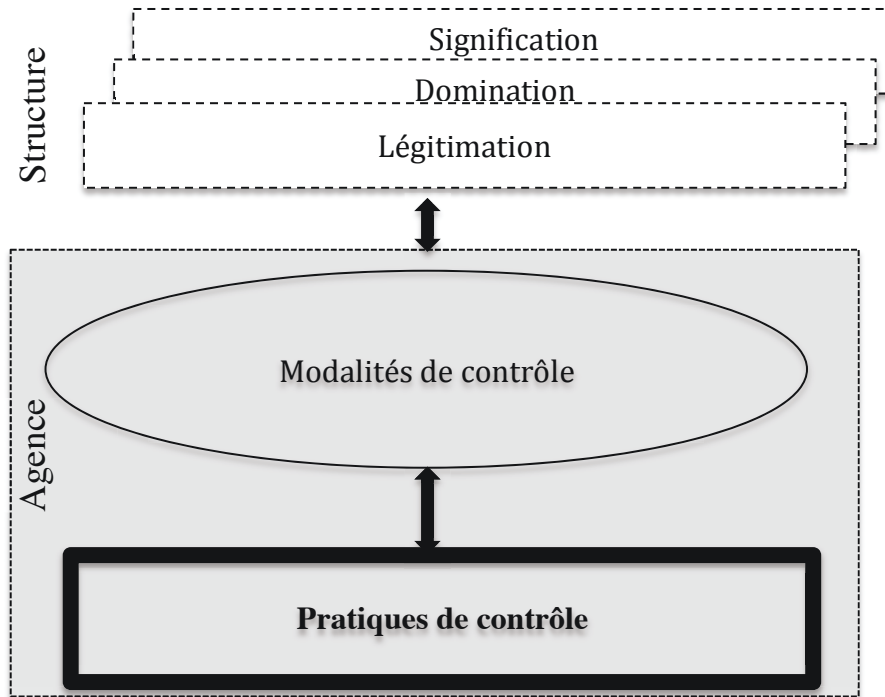 Structure
Signification
Domination
Légitimation
Agence
Modalités de contrôle
Pratiques de contrôle